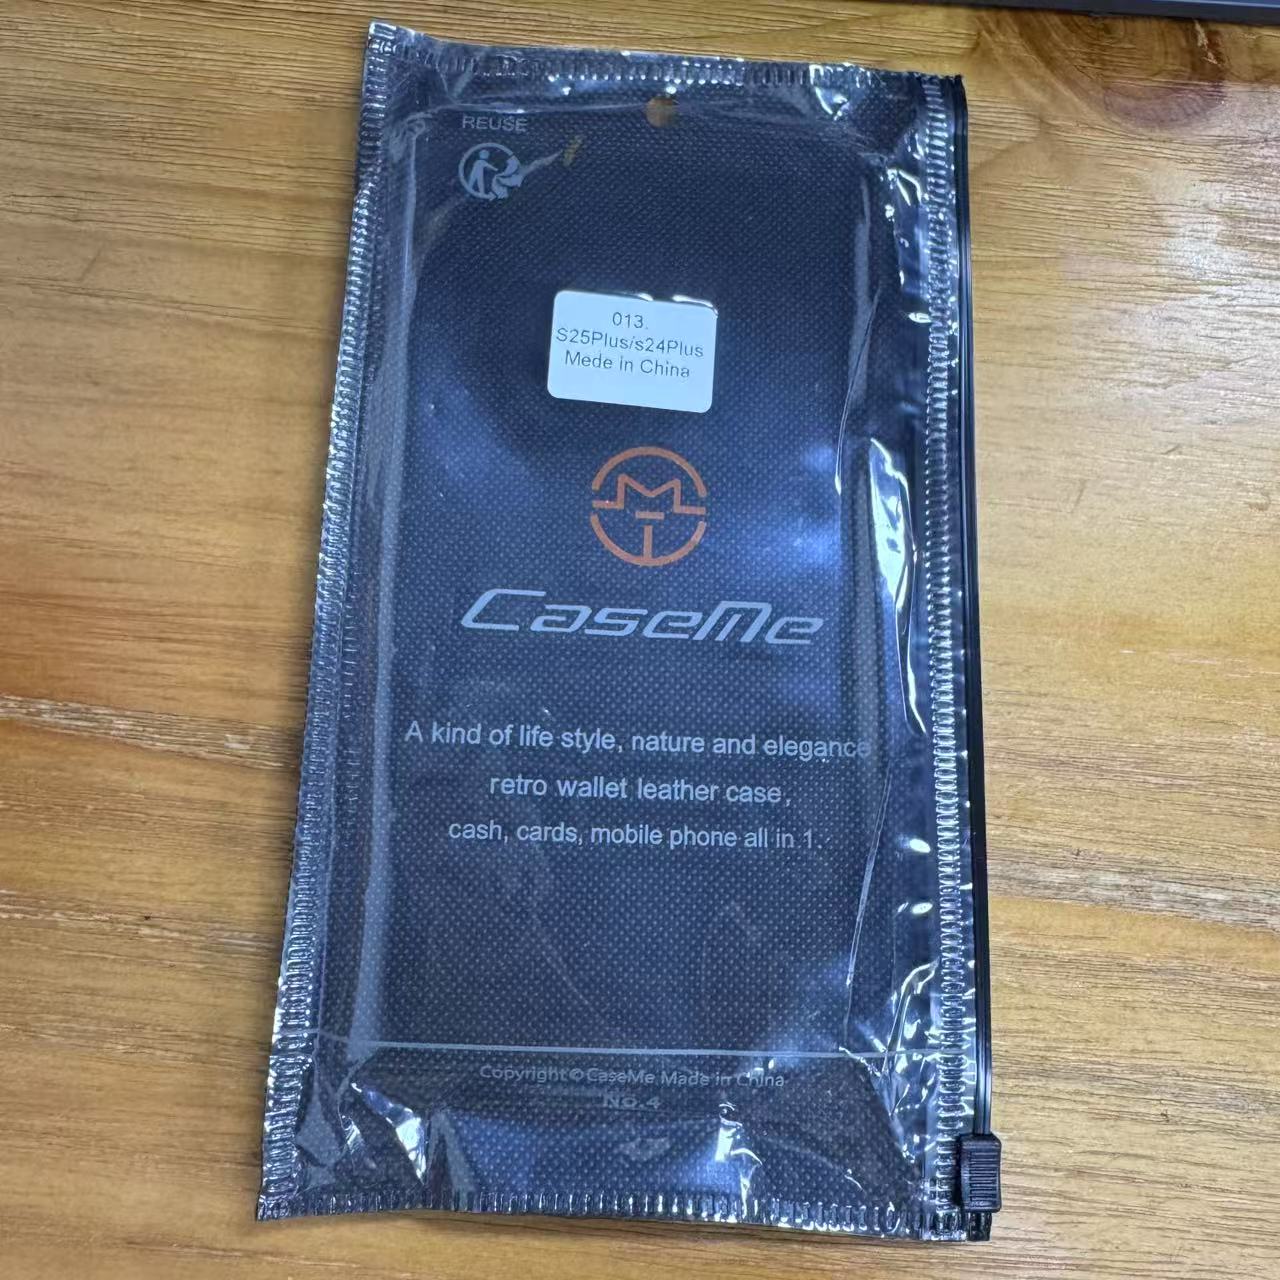 REUSE
013.
S25Plus/s24Plus
Mede in China
CaseMe
A kind of life style, nature and elegance
retro wallet leather case,
cash, cards, mobile phone all in 1.
Copyright©CaseMe Made in China
No.4